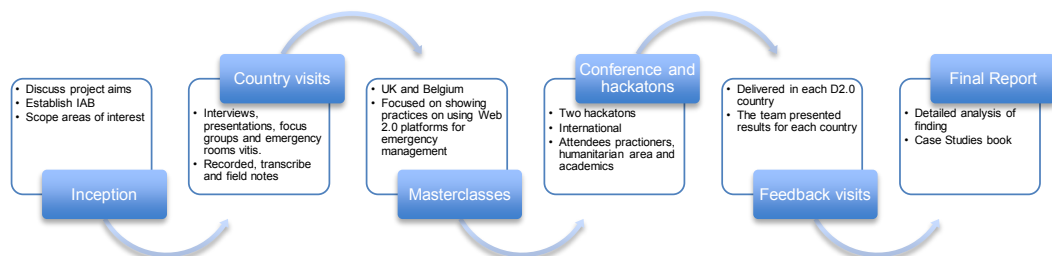 • Discuss project aims
• Establish IAB
• Scope areas of interest
Inception
Country visits
• Interviews,
presentations, focus
groups and emergency
rooms vitis.
• Recorded, transcribe
and field notes
• UK and Belgium
• Focused on showing
practices on using Web
2.0 platforms for
emergency
management
Masterclasses
Conference and
hackatons
• Two hackatons
• International
• Attendees practioners,
humanitarian area and
academics
• Delivered in each D2.0
country
• The team presented
results for each country
Feedback visits
Final Report
• Detailed analysis of
finding
• Case Studies book